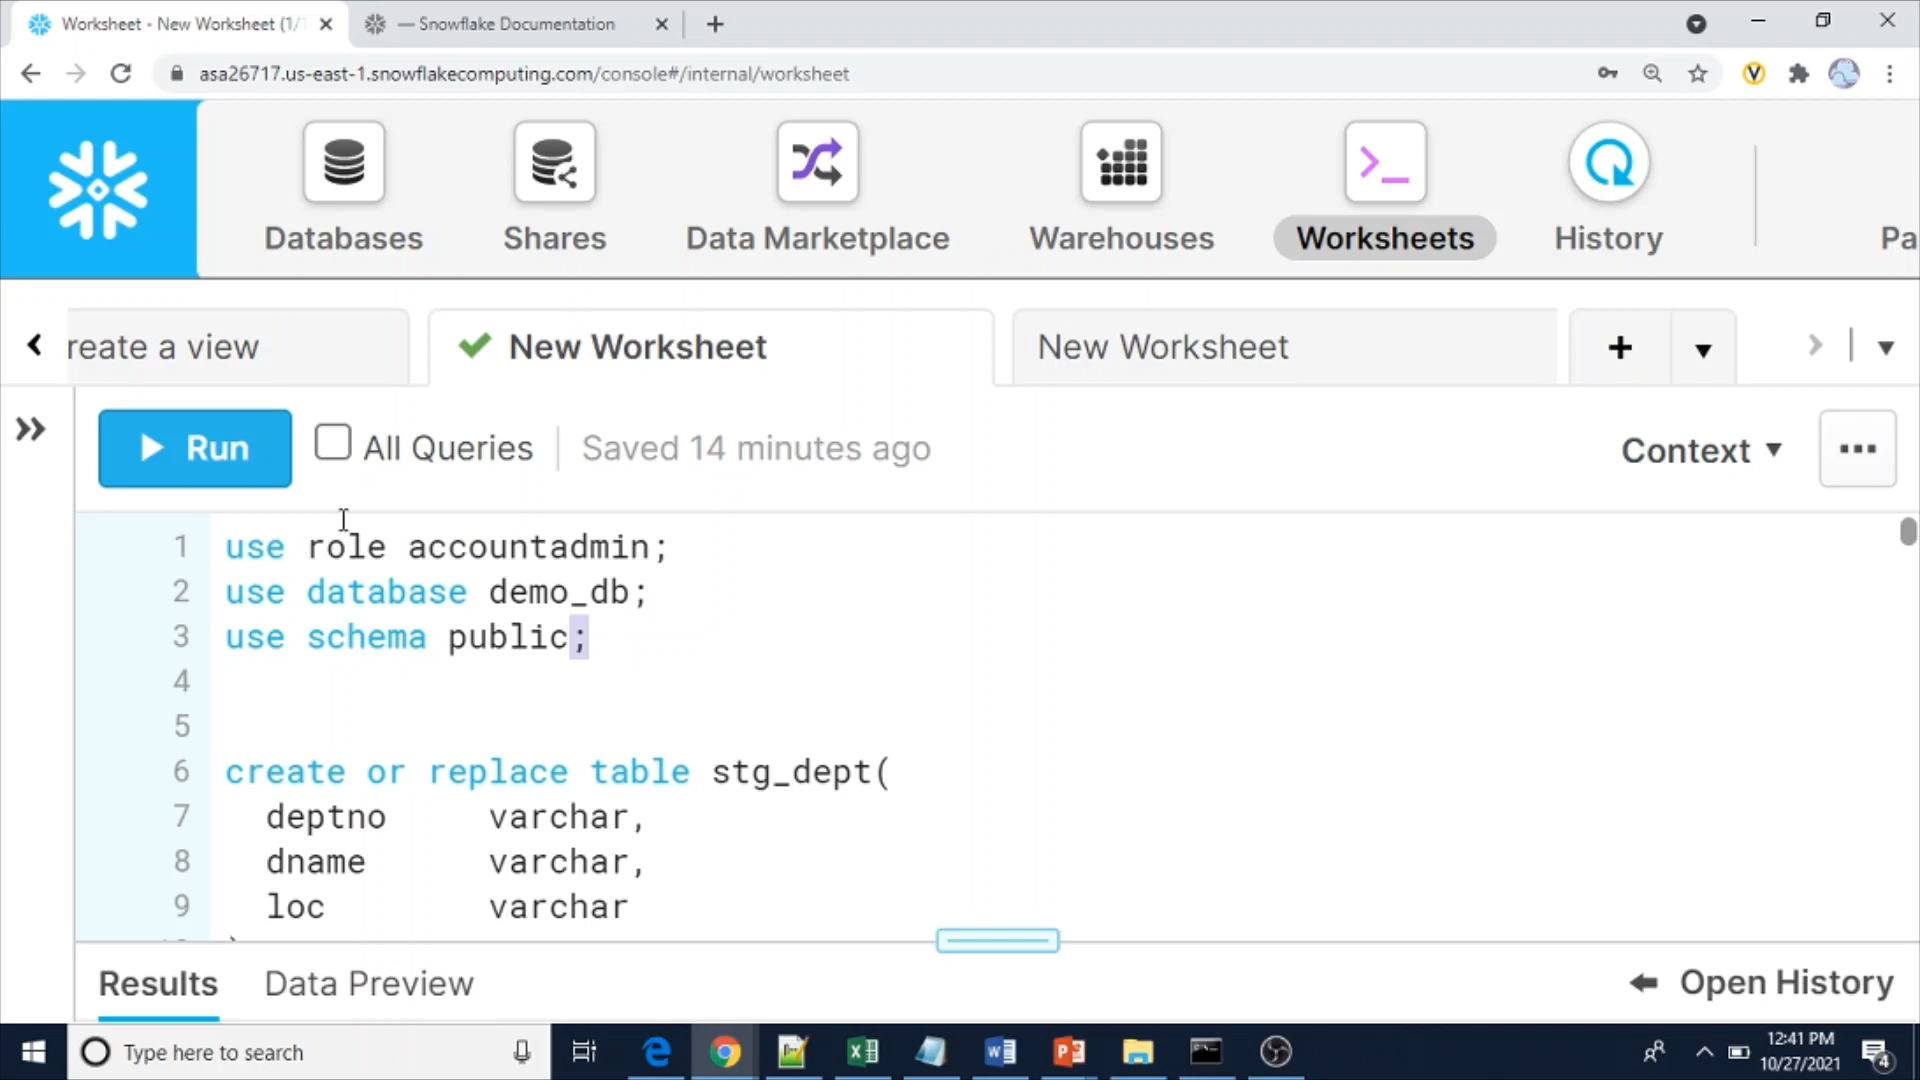 Worksheet - New Worksheet (1/1
— Snowflake Documentation
asa26717.us-east-1.snowflakecomputing.com/console#/internal/worksheet
Databases
Shares
Data Marketplace
Warehouses
Worksheets
History
Pa
reate a view
New Worksheet
New Worksheet
Run
All Queries
Saved 14 minutes ago
Context
1 use role accountadmin;
2 use database demo_db;
3 use schema public;
4
5
6 create or replace table stg_dept(
7 deptno varchar,
8 dname varchar,
9 loc varchar
Results
Data Preview
Open History
Type here to search
12:41 PM
10/27/2021
4